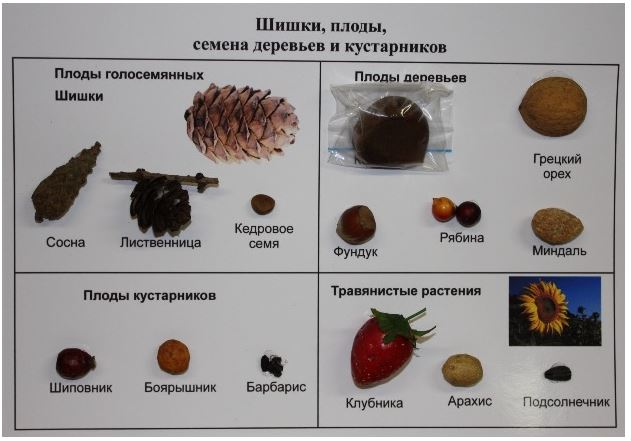 Шишки, плоды,
семена деревьев и кустарников
Плоды голосемянных
Шишки
Сосна
Лиственница
Кедровое
семя
Плоды деревьев
Грецкий
орех
Фундук
Рябина
Миндаль
Плоды кустарников
Шиповник
Боярышник
Барбарис
Травянистые растения
Клубника
Арахис
Подсолнечник